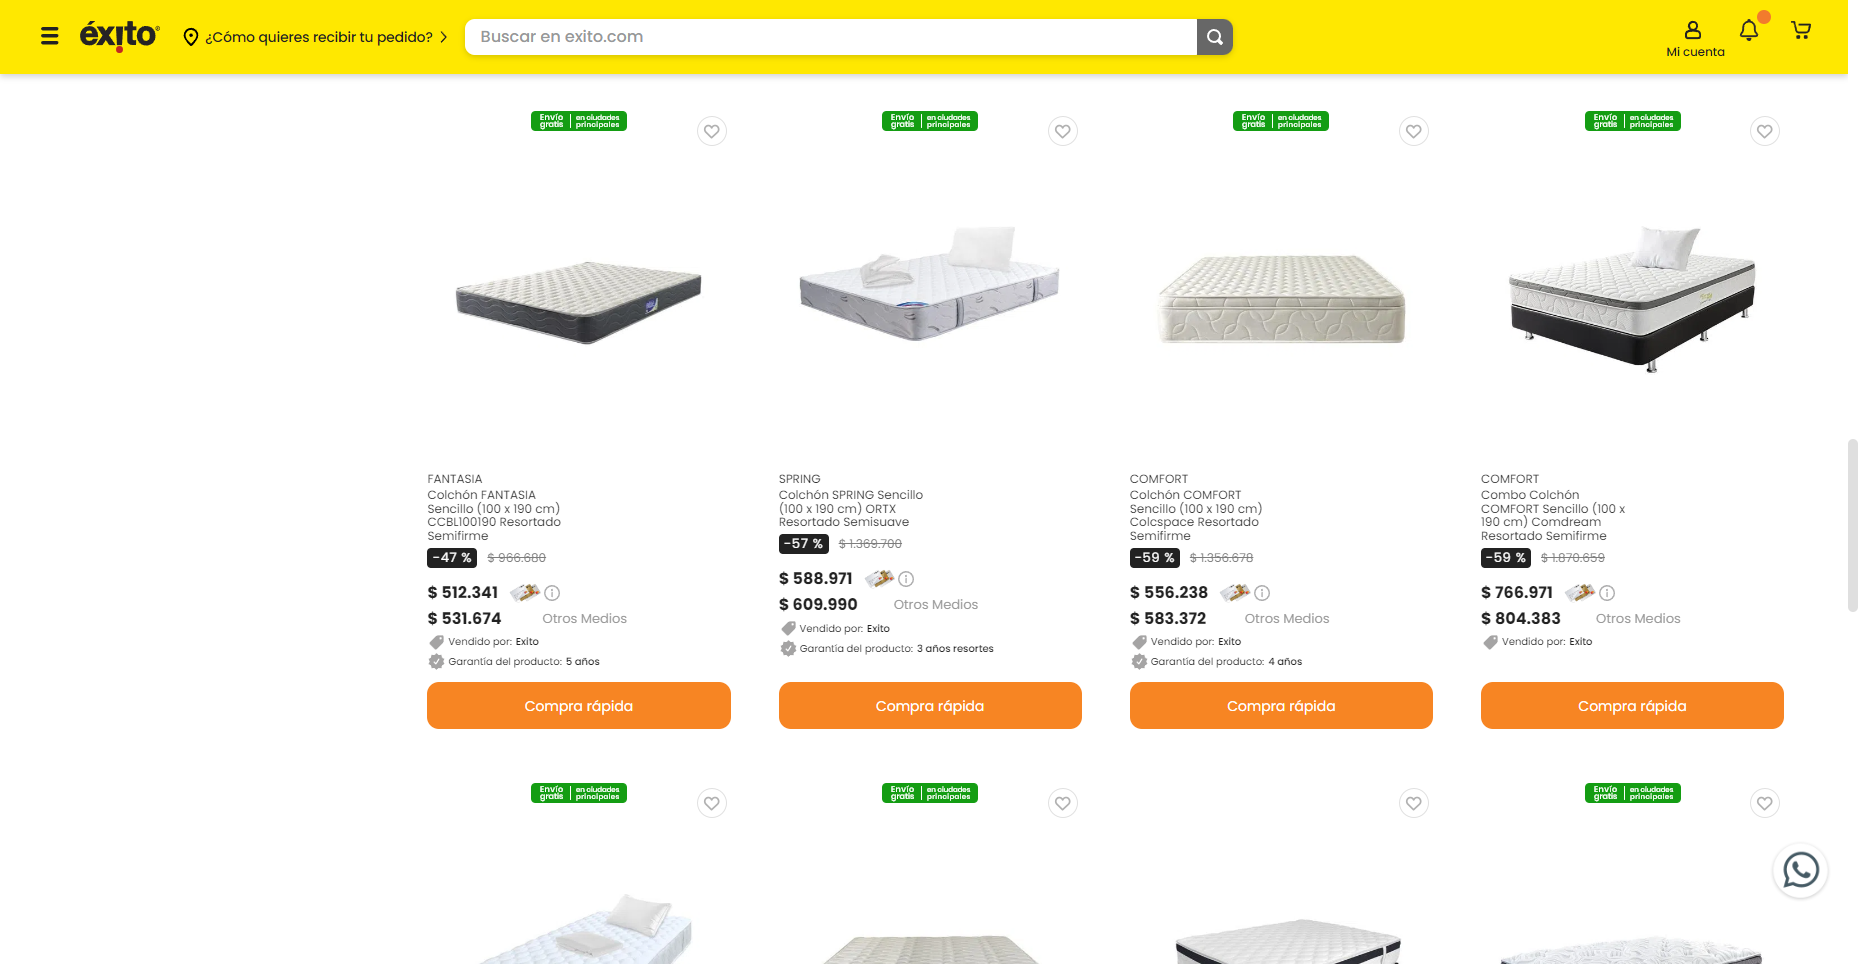 éxito
¿Cómo quieres recibir tu pedido?
Buscar en exito.com
Mi cuenta
Envío gratis | en ciudades principales
Envío gratis | en ciudades principales
Envío gratis | en ciudades principales
Envío gratis | en ciudades principales
FANTASIA
Colchón FANTASIA
Sencillo (100 x 190 cm)
CCBL100190 Resortado
Semifirme
-47 % $ 966.680
$ 512.341
$ 531.674 Otros Medios
Vendido por: Exito
Garantía del producto: 5 años
Compra rápida
SPRING
Colchón SPRING Sencillo
(100 x 190 cm) ORTX
Resortado Semisuave
-57 % $ 1.369.700
$ 588.971
$ 609.990 Otros Medios
Vendido por: Exito
Garantía del producto: 3 años resortes
Compra rápida
COMFORT
Colchón COMFORT
Sencillo (100 x 190 cm)
Colcspace Resortado
Semifirme
-59 % $ 1.356.678
$ 556.238
$ 583.372 Otros Medios
Vendido por: Exito
Garantía del producto: 4 años
Compra rápida
COMFORT
Combo Colchón
COMFORT Sencillo (100 x
190 cm) Comdream
Resortado Semifirme
-59 % $ 1.870.659
$ 766.971
$ 804.383 Otros Medios
Vendido por: Exito
Compra rápida
Envío gratis | en ciudades principales
Envío gratis | en ciudades principales
Envío gratis | en ciudades principales